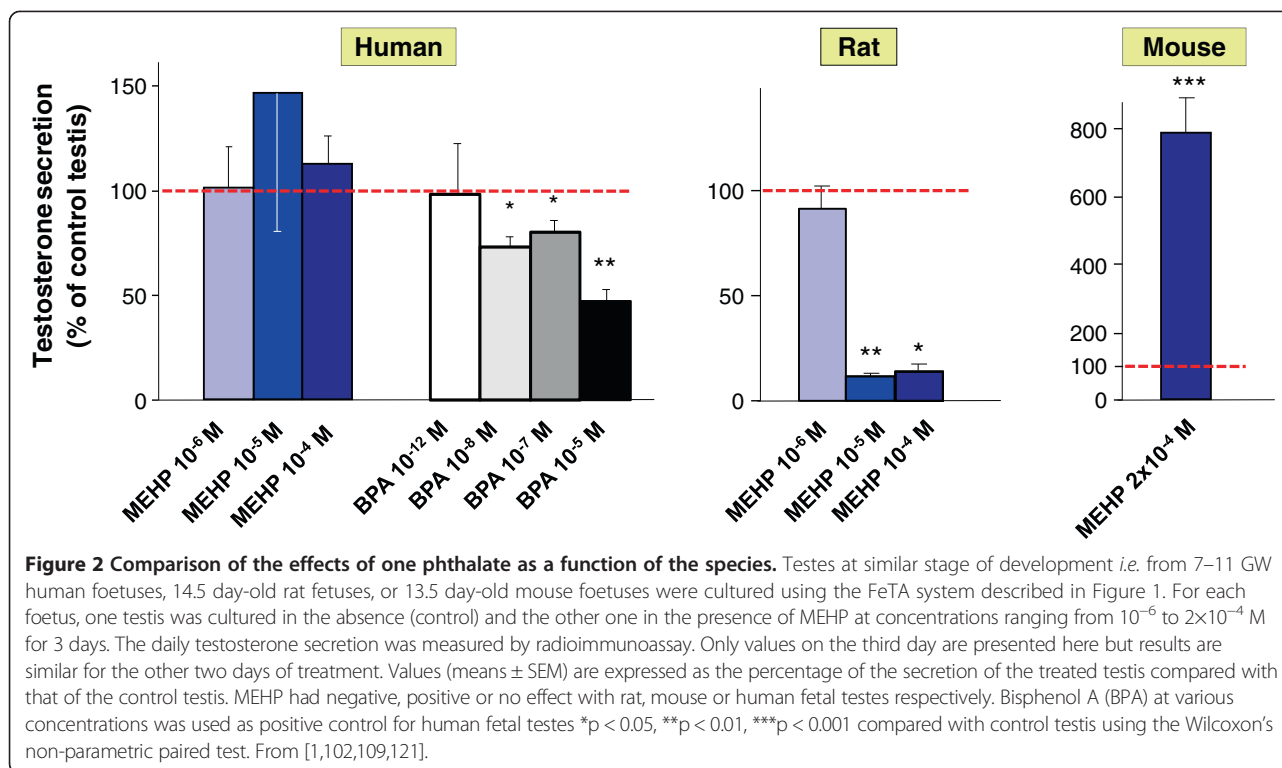 Human
Rat
Mouse
Testosterone secretion
(% of control testis)
150
100
50
0
*
*
**
MEHP 10⁻⁶ M
MEHP 10⁻⁵ M
MEHP 10⁻⁴ M
BPA 10⁻¹² M
BPA 10⁻⁸ M
BPA 10⁻⁷ M
BPA 10⁻⁵ M
100
50
0
**
*
MEHP 10⁻⁶ M
MEHP 10⁻⁵ M
MEHP 10⁻⁴ M
***
800
600
400
200
100
0
MEHP 2x10⁻⁴ M
Figure 2 Comparison of the effects of one phthalate as a function of the species. Testes at similar stage of development i.e. from 7–11 GW
human foetuses, 14.5 day-old rat fetuses, or 13.5 day-old mouse foetuses were cultured using the FeTA system described in Figure 1. For each
foetus, one testis was cultured in the absence (control) and the other one in the presence of MEHP at concentrations ranging from 10⁻⁶ to 2×10⁻⁴ M
for 3 days. The daily testosterone secretion was measured by radioimmunoassay. Only values on the third day are presented here but results are
similar for the other two days of treatment. Values (means ± SEM) are expressed as the percentage of the secretion of the treated testis compared with
that of the control testis. MEHP had negative, positive or no effect with rat, mouse or human fetal testes respectively. Bisphenol A (BPA) at various
concentrations was used as positive control for human fetal testes *p < 0.05, **p < 0.01, ***p < 0.001 compared with control testis using the Wilcoxon's
non-parametric paired test. From [1,102,109,121].